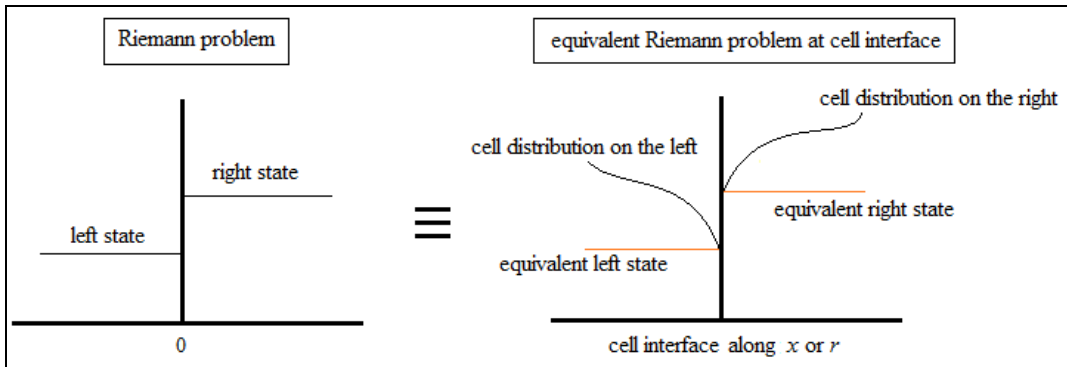 Riemann problem
right state
left state
0
≡
equivalent Riemann problem at cell interface
cell distribution on the right
cell distribution on the left
equivalent right state
equivalent left state
cell interface along x or r